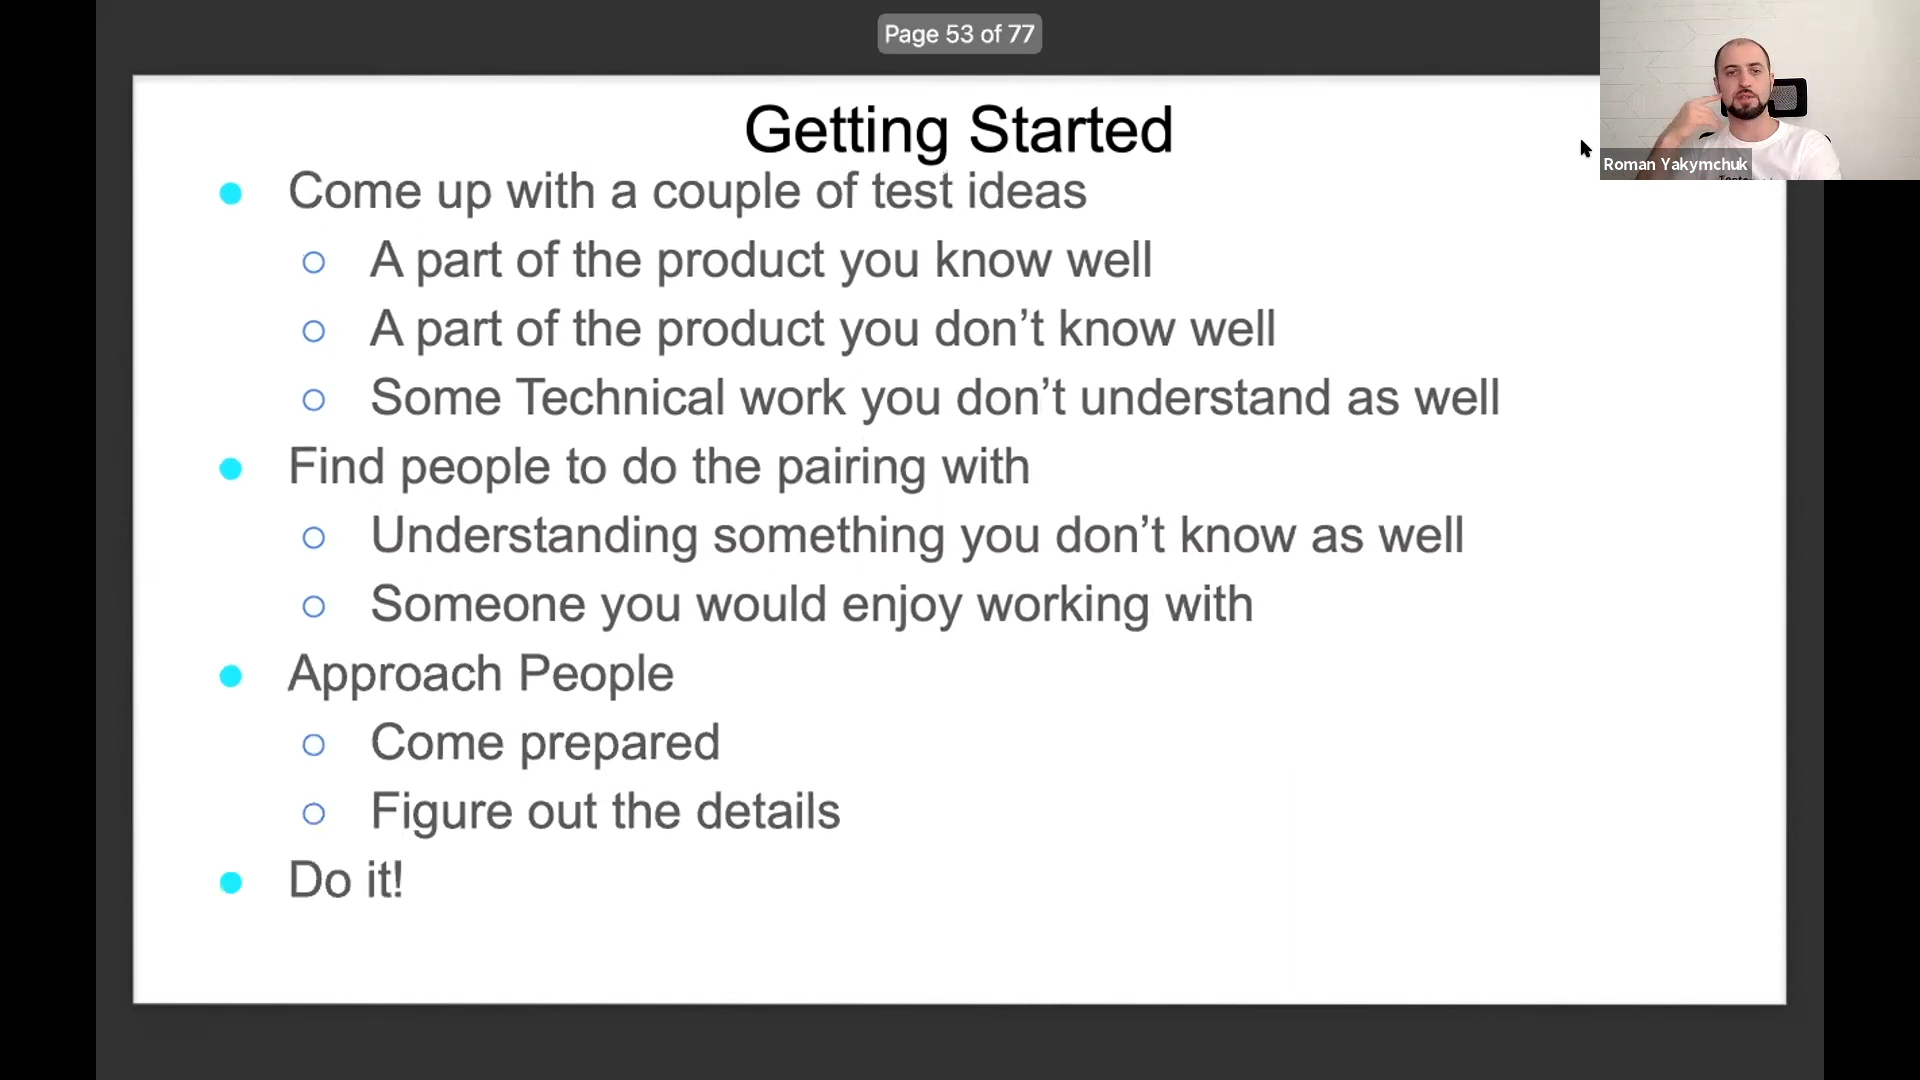 Page 53 of 77
Getting Started
Come up with a couple of test ideas
A part of the product you know well
A part of the product you don’t know well
Some Technical work you don’t understand as well
Find people to do the pairing with
Understanding something you don’t know as well
Someone you would enjoy working with
Approach People
Come prepared
Figure out the details
Do it!
Roman Yakymchuk